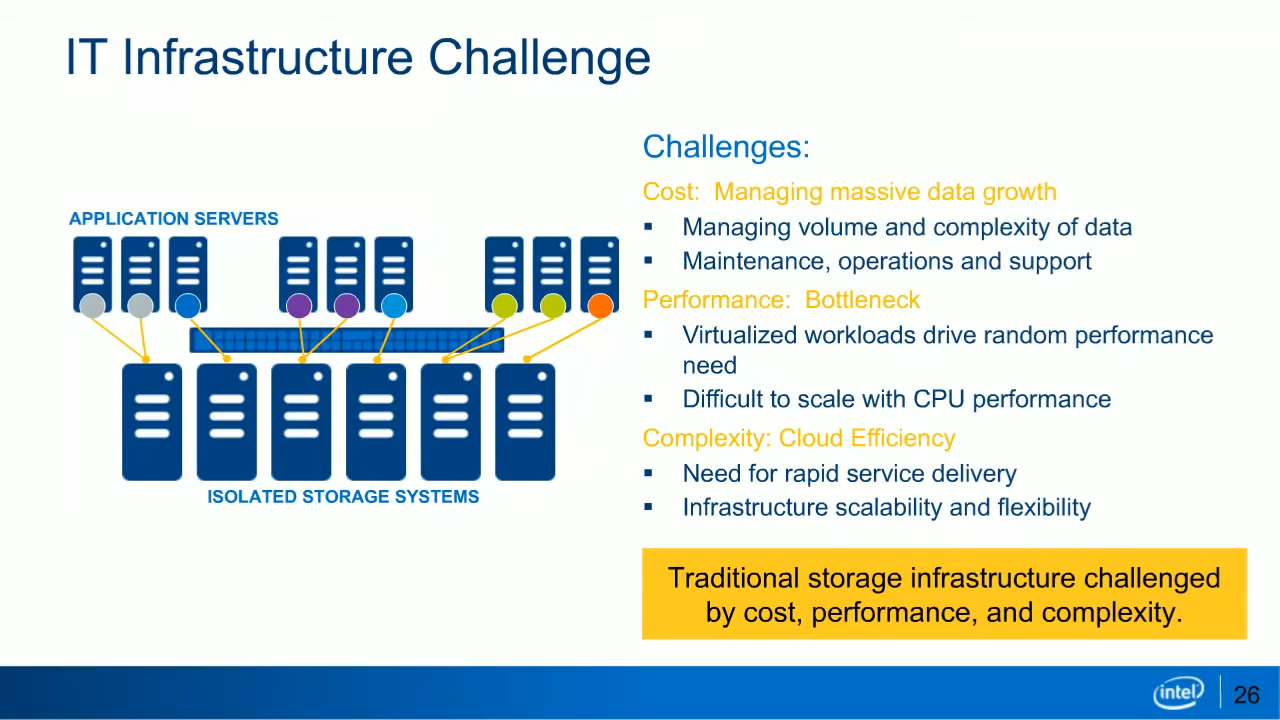 IT Infrastructure Challenge
APPLICATION SERVERS
ISOLATED STORAGE SYSTEMS
Challenges:
Cost: Managing massive data growth
▪ Managing volume and complexity of data
▪ Maintenance, operations and support
Performance: Bottleneck
▪ Virtualized workloads drive random performance
need
▪ Difficult to scale with CPU performance
Complexity: Cloud Efficiency
▪ Need for rapid service delivery
▪ Infrastructure scalability and flexibility
Traditional storage infrastructure challenged
by cost, performance, and complexity.
intel
26